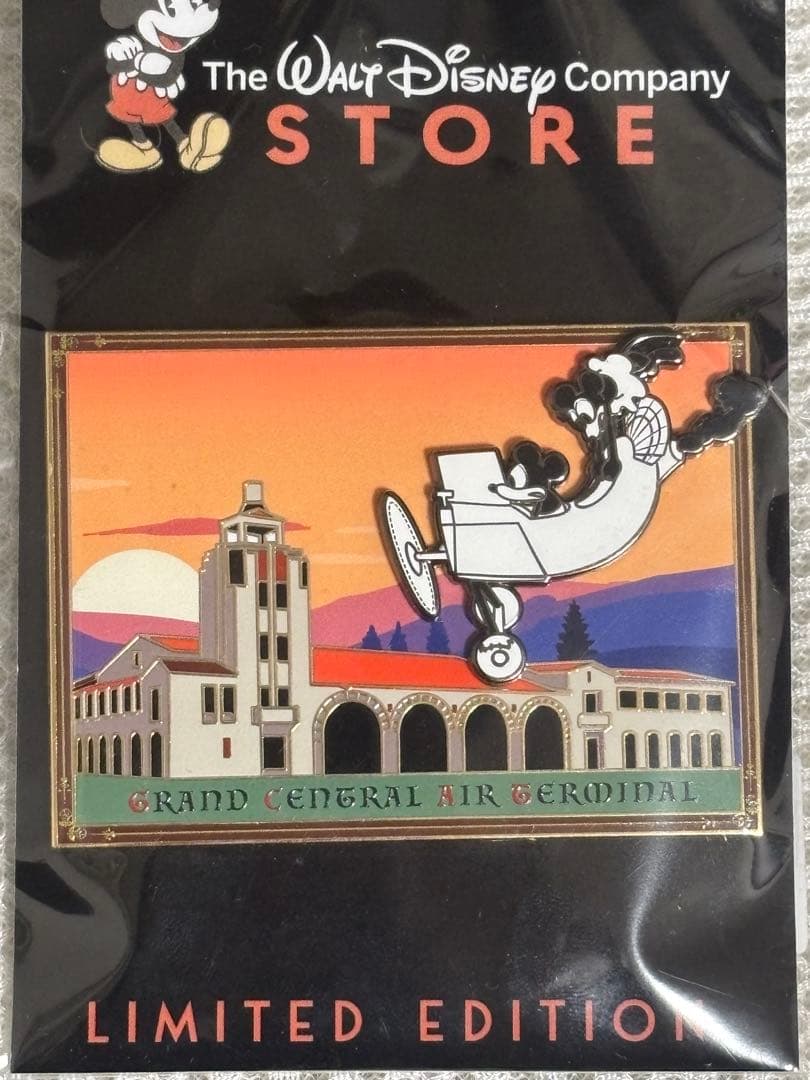 The WALT DISNEY Company
STORE
GRAND CENTRAL AIR TERMINAL
LIMITED EDITION